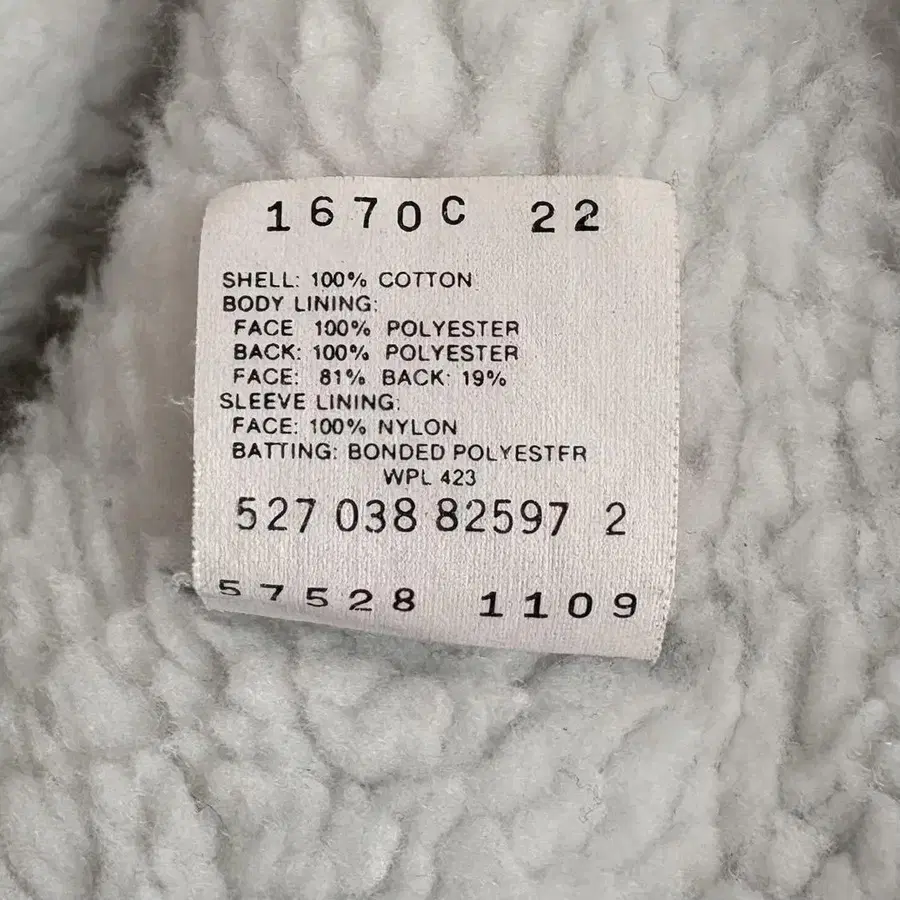 1670C 22
SHELL: 100% COTTON
BODY LINING:
FACE 100% POLYESTER
BACK: 100% POLYESTER
FACE: 81% BACK: 19%
SLEEVE LINING:
FACE: 100% NYLON
BATTING: BONDED POLYESTER
WPL 423
527 038 82597 2
57528 1109